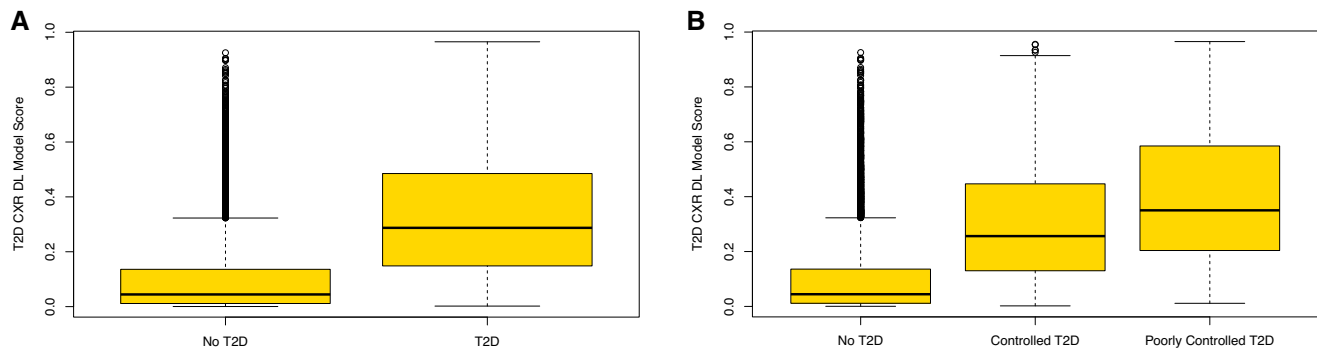 A
T2D CXR DL Model Score
1.0
0.8
0.6
0.4
0.2
0.0
No T2D
T2D
B
T2D CXR DL Model Score
1.0
0.8
0.6
0.4
0.2
0.0
No T2D
Controlled T2D
Poorly Controlled T2D